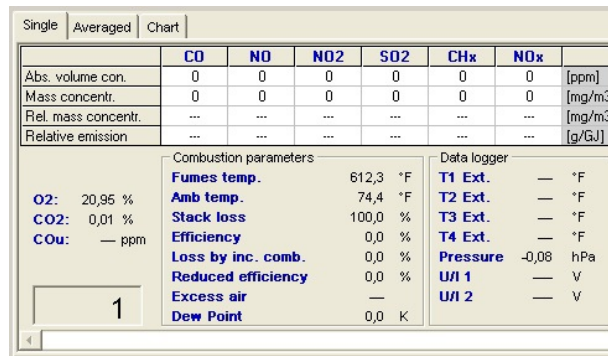 Single Averaged Chart
CO NO NO2 SO2 CHx NOx
Abs. volume con. 0 0 0 0 0 0 [ppm]
Mass concentr. 0 0 0 0 0 0 [mg/m3
Rel. mass concentr. --- --- --- --- --- --- [mg/m3
Relative emission --- --- --- --- --- --- [g/GJ]
O2: 20,95 %
CO2: 0,01 %
COu: — ppm
1
Combustion parameters
Fumes temp. 612,3 °F
Amb temp. 74,4 °F
Stack loss 100,0 %
Efficiency 0,0 %
Loss by inc. comb. 0,0 %
Reduced efficiency 0,0 %
Excess air —
Dew Point 0,0 K
Data logger
T1 Ext. — °F
T2 Ext. — °F
T3 Ext. — °F
T4 Ext. — °F
Pressure -0,08 hPa
U/I 1 — V
U/I 2 — V